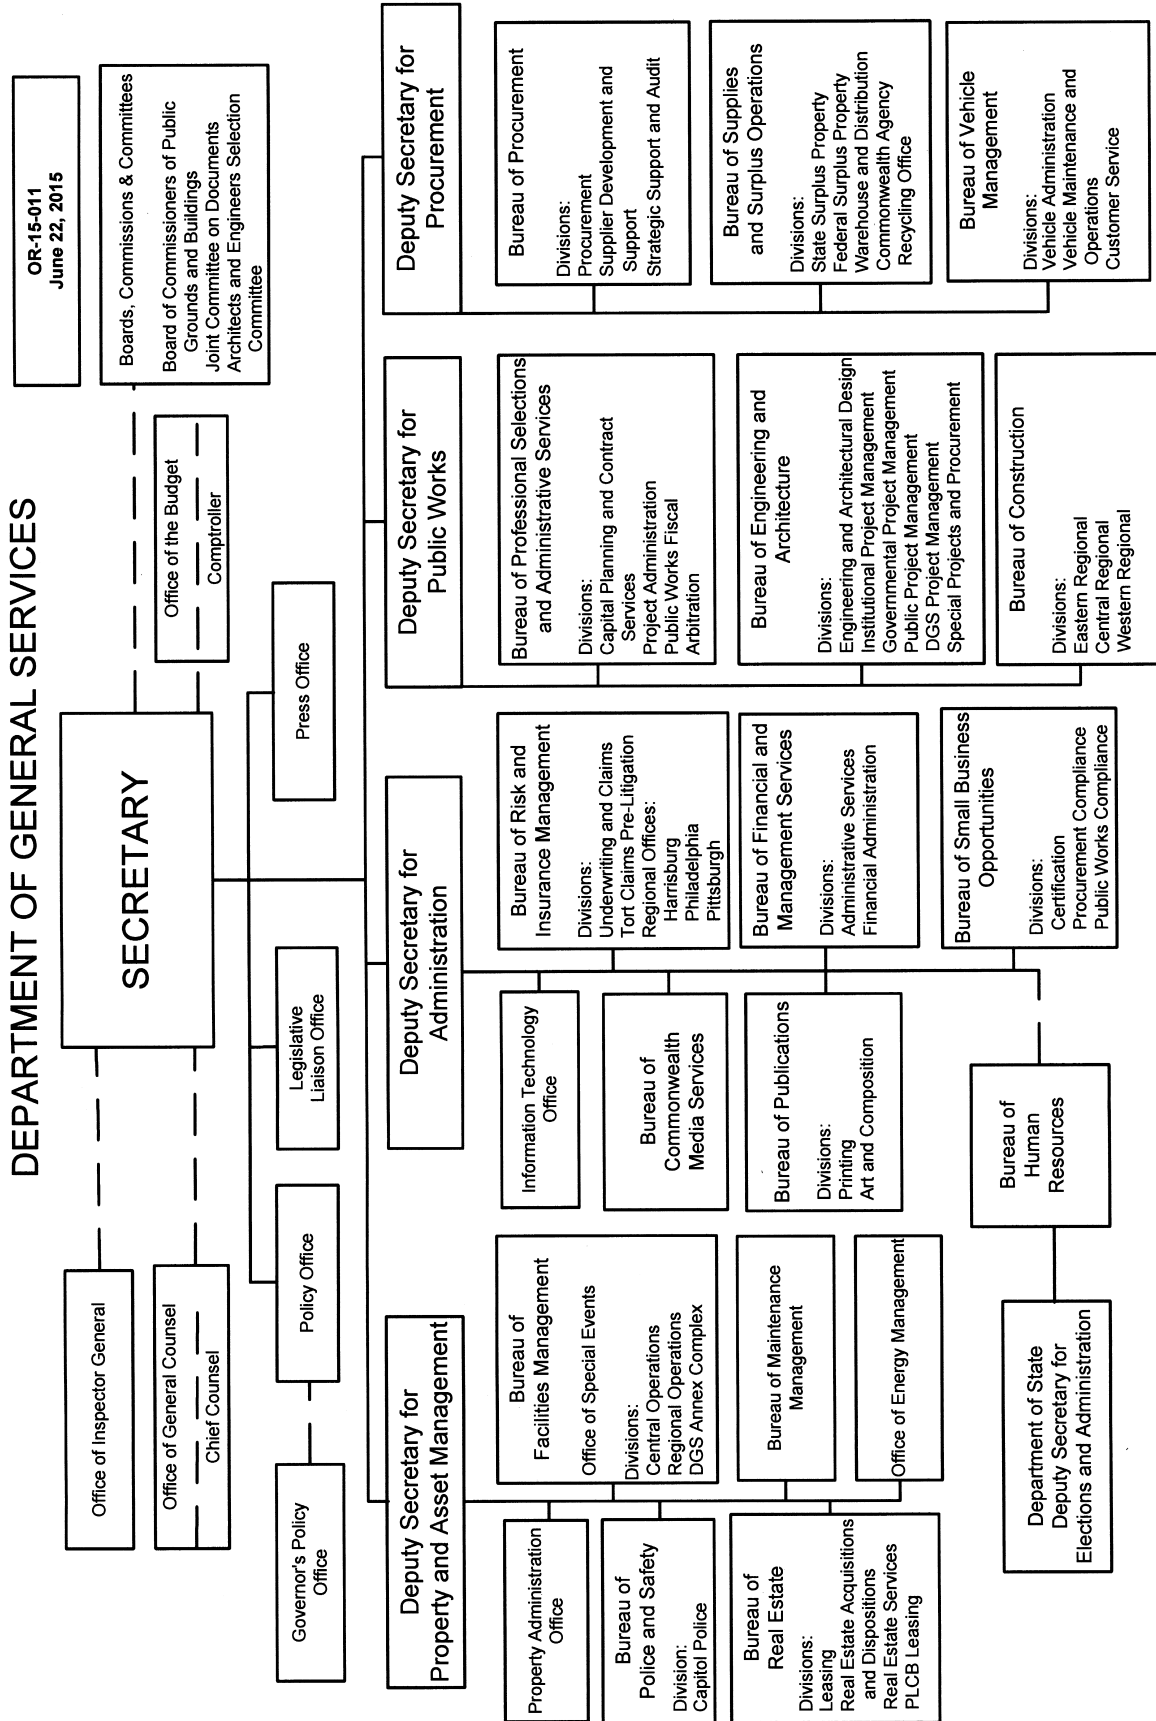 DEPARTMENT OF GENERAL SERVICES
OR-15-011
June 22, 2015
SECRETARY
Office of Inspector General
Office of General Counsel
Chief Counsel
Boards, Commissions & Committees
Board of Commissioners of Public
Grounds and Buildings
Joint Committee on Documents
Architects and Engineers Selection
Committee
Office of the Budget
Comptroller
Governor's Policy
Office
Policy Office
Legislative
Liaison Office
Press Office
Deputy Secretary for
Property and Asset Management
Property Administration
Office
Bureau of
Police and Safety
Division:
Capitol Police
Bureau of
Real Estate
Divisions:
Leasing
Real Estate Acquisitions
and Dispositions
Real Estate Services
PLCB Leasing
Bureau of
Facilities Management
Office of Special Events
Divisions:
Central Operations
Regional Operations
DGS Annex Complex
Bureau of Maintenance
Management
Office of Energy Management
Deputy Secretary for
Administration
Information Technology
Office
Bureau of
Commonwealth
Media Services
Bureau of Publications
Divisions:
Printing
Art and Composition
Bureau of
Human
Resources
Department of State
Deputy Secretary for
Elections and Administration
Bureau of Risk and
Insurance Management
Divisions:
Underwriting and Claims
Tort Claims Pre-Litigation
Regional Offices:
Harrisburg
Philadelphia
Pittsburgh
Bureau of Financial and
Management Services
Divisions:
Administrative Services
Financial Administration
Bureau of Small Business
Opportunities
Divisions:
Certification
Procurement Compliance
Public Works Compliance
Deputy Secretary for
Public Works
Bureau of Professional Selections
and Administrative Services
Divisions:
Capital Planning and Contract
Services
Project Administration
Public Works Fiscal
Arbitration
Bureau of Engineering and
Architecture
Divisions:
Engineering and Architectural Design
Institutional Project Management
Governmental Project Management
Public Project Management
DGS Project Management
Special Projects and Procurement
Bureau of Construction
Divisions:
Eastern Regional
Central Regional
Western Regional
Deputy Secretary for
Procurement
Bureau of Procurement
Divisions:
Procurement
Supplier Development and
Support
Strategic Support and Audit
Bureau of Supplies
and Surplus Operations
Divisions:
State Surplus Property
Federal Surplus Property
Warehouse and Distribution
Commonwealth Agency
Recycling Office
Bureau of Vehicle
Management
Divisions:
Vehicle Administration
Vehicle Maintenance and
Operations
Customer Service